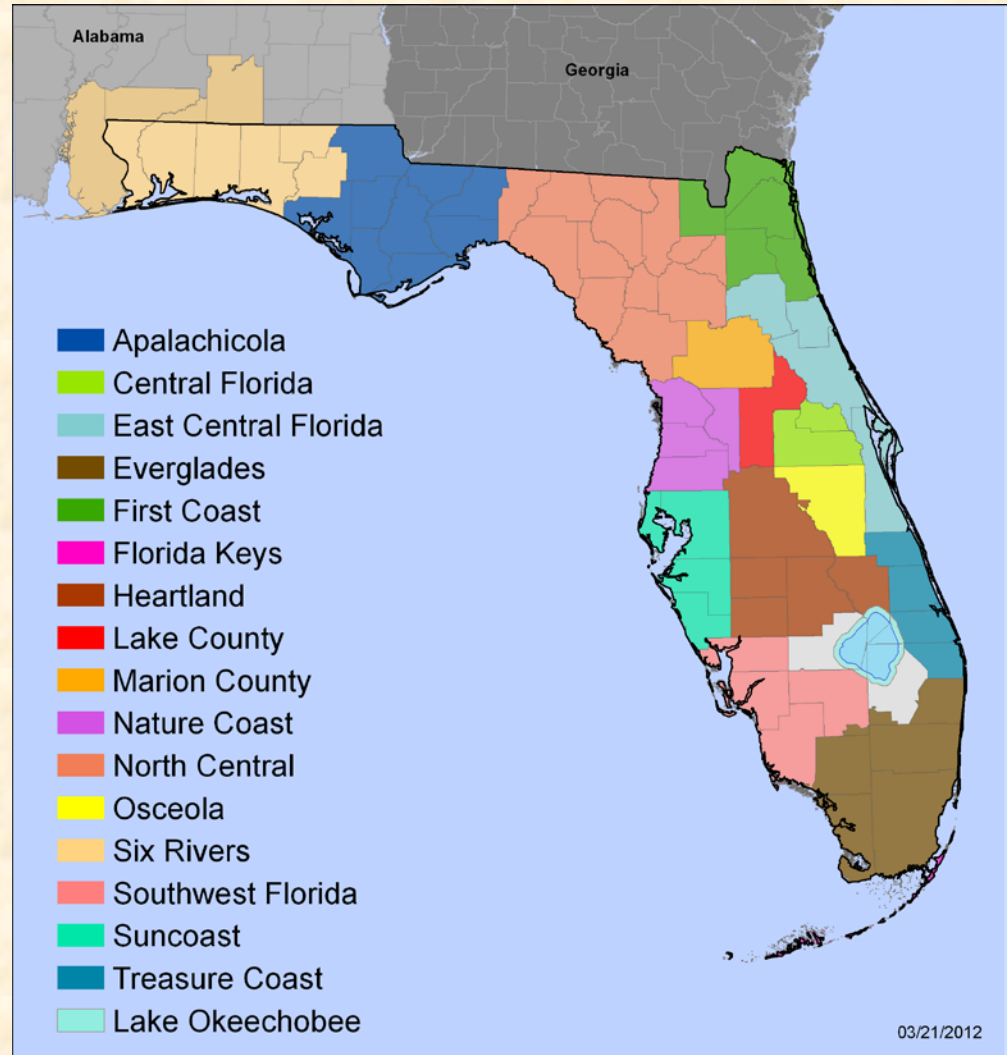 Alabama
Georgia
Apalachicola
Central Florida
East Central Florida
Everglades
First Coast
Florida Keys
Heartland
Lake County
Marion County
Nature Coast
North Central
Osceola
Six Rivers
Southwest Florida
Suncoast
Treasure Coast
Lake Okeechobee
03/21/2012